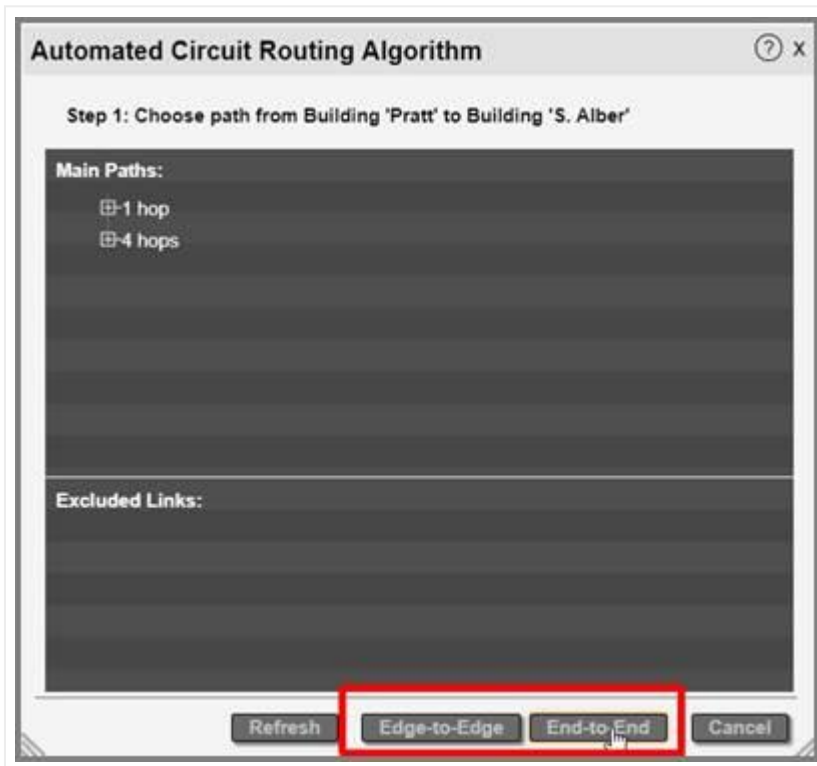 Automated Circuit Routing Algorithm ? x
Step 1: Choose path from Building 'Pratt' to Building 'S. Alber'
Main Paths:
1 hop
4 hops
Excluded Links:
Refresh Edge-to-Edge End-to-End Cancel